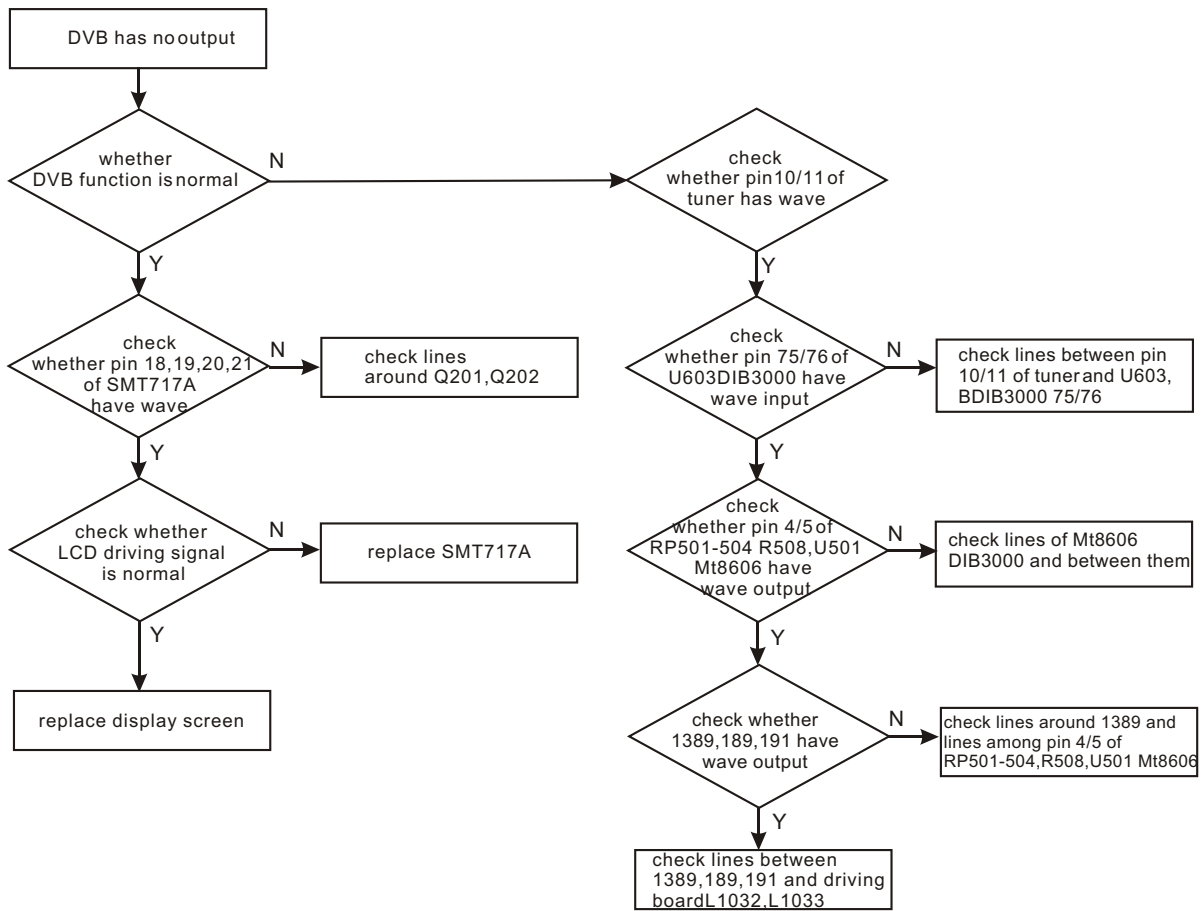 DVB has no output
whether
DVB function is normal
N
Y
check
whether pin 18,19,20,21
of SMT717A
have wave
N
check lines
around Q201,Q202
Y
check whether
LCD driving signal
is normal
N
replace SMT717A
Y
replace display screen
check
whether pin10/11 of
tuner has wave
Y
check
whether pin 75/76 of
U603DIB3000 have
wave input
N
check lines between pin
10/11 of tuner and U603,
BDIB3000 75/76
Y
check
whether pin 4/5 of
RP501-504 R508,U501
Mt8606 have
wave output
N
check lines of Mt8606
DIB3000 and between them
Y
check whether
1389,189,191 have
wave output
N
check lines around 1389 and
lines among pin 4/5 of
RP501-504,R508,U501 Mt8606
Y
check lines between
1389,189,191 and driving
boardL1032,L1033